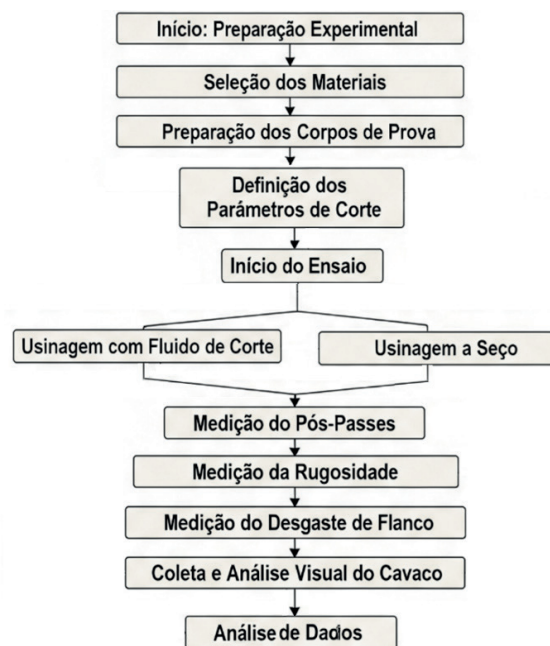 Início: Preparação Experimental
Seleção dos Materiais
Preparação dos Corpos de Prova
Definição dos
Parámetros de Corte
Início do Ensaio
Usinagem com Fluido de Corte
Usinagem a Seço
Medição do Pós-Passes
Medição da Rugosidade
Medição do Desgaste de Flanco
Coleta e Análise Visual do Cavaco
Análise de Dados